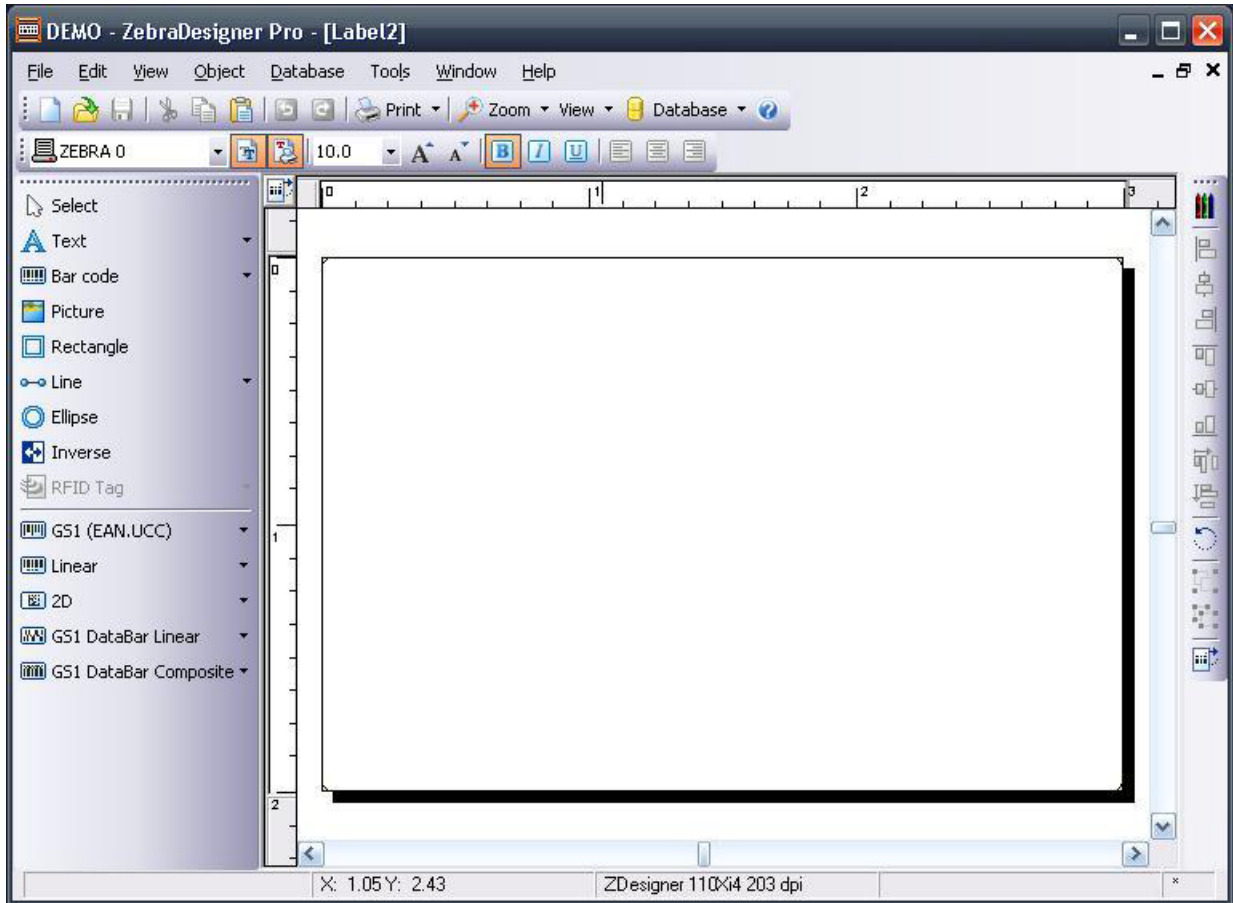 DEMO - ZebraDesigner Pro - [Label2]
File Edit View Object Database Tools Window Help
Print Zoom View Database
ZEBRA 0 10.0 A A B I U
0 1 2 3
Select
Text
Bar code
Picture
Rectangle
Line
Ellipse
Inverse
RFID Tag
GS1 (EAN.UCC)
Linear
2D
GS1 DataBar Linear
GS1 DataBar Composite
0
1
2
X: 1.05 Y: 2.43 ZDesigner 110Xi4 203 dpi *